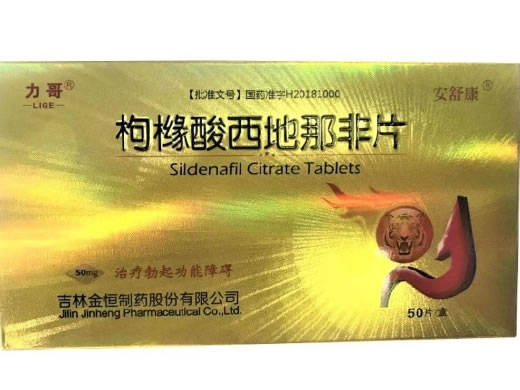 力哥®
LIGE
【批准文号】国药准字H20181000
安舒康®
枸橼酸西地那非片
Sildenafil Citrate Tablets
50mg
治疗勃起功能障碍
吉林金恒制药股份有限公司
Jilin Jinheng Pharmaceutical Co.,Ltd.
50片/盒